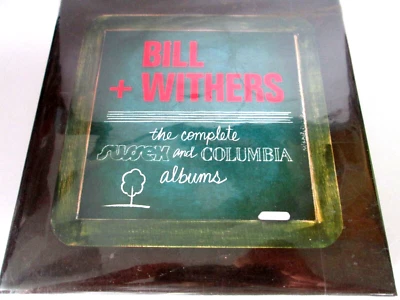 BILL
+ WITHERS
the complete
sussex and COLUMBIA
albums